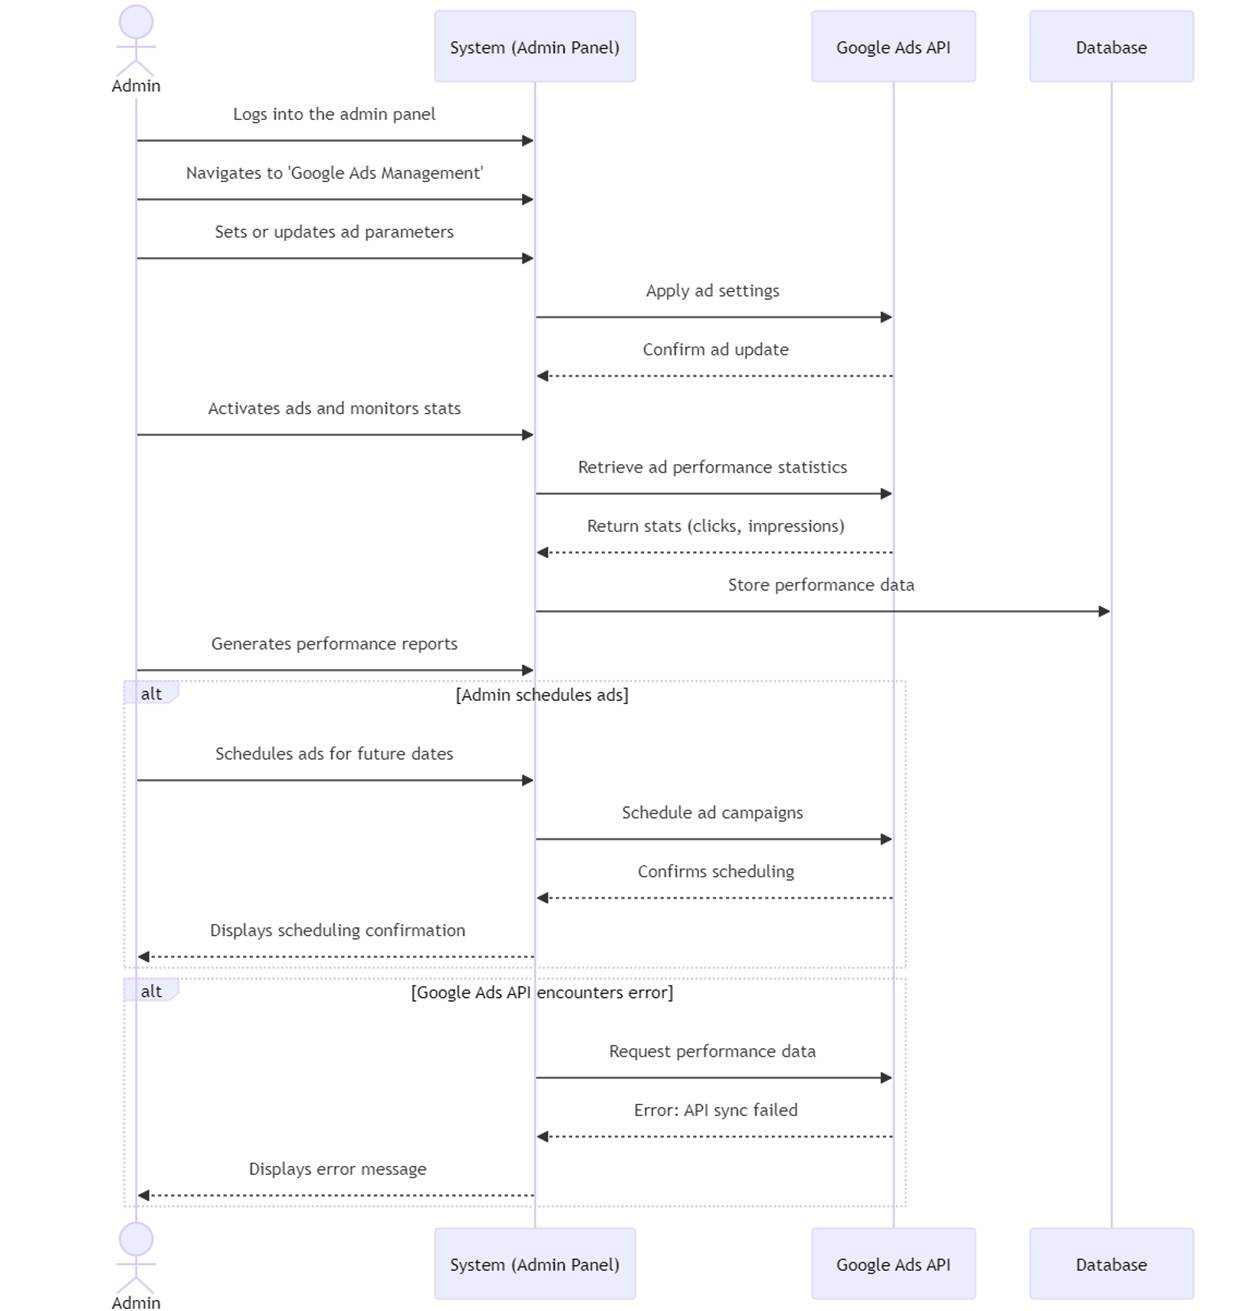 System (Admin Panel)
Google Ads API
Database
Admin
Logs into the admin panel
Navigates to 'Google Ads Management'
Sets or updates ad parameters
Apply ad settings
Confirm ad update
Activates ads and monitors stats
Retrieve ad performance statistics
Return stats (clicks, impressions)
Store performance data
Generates performance reports
alt
[Admin schedules ads]
Schedules ads for future dates
Schedule ad campaigns
Confirms scheduling
Displays scheduling confirmation
alt
[Google Ads API encounters error]
Request performance data
Error: API sync failed
Displays error message
System (Admin Panel)
Google Ads API
Database
Admin